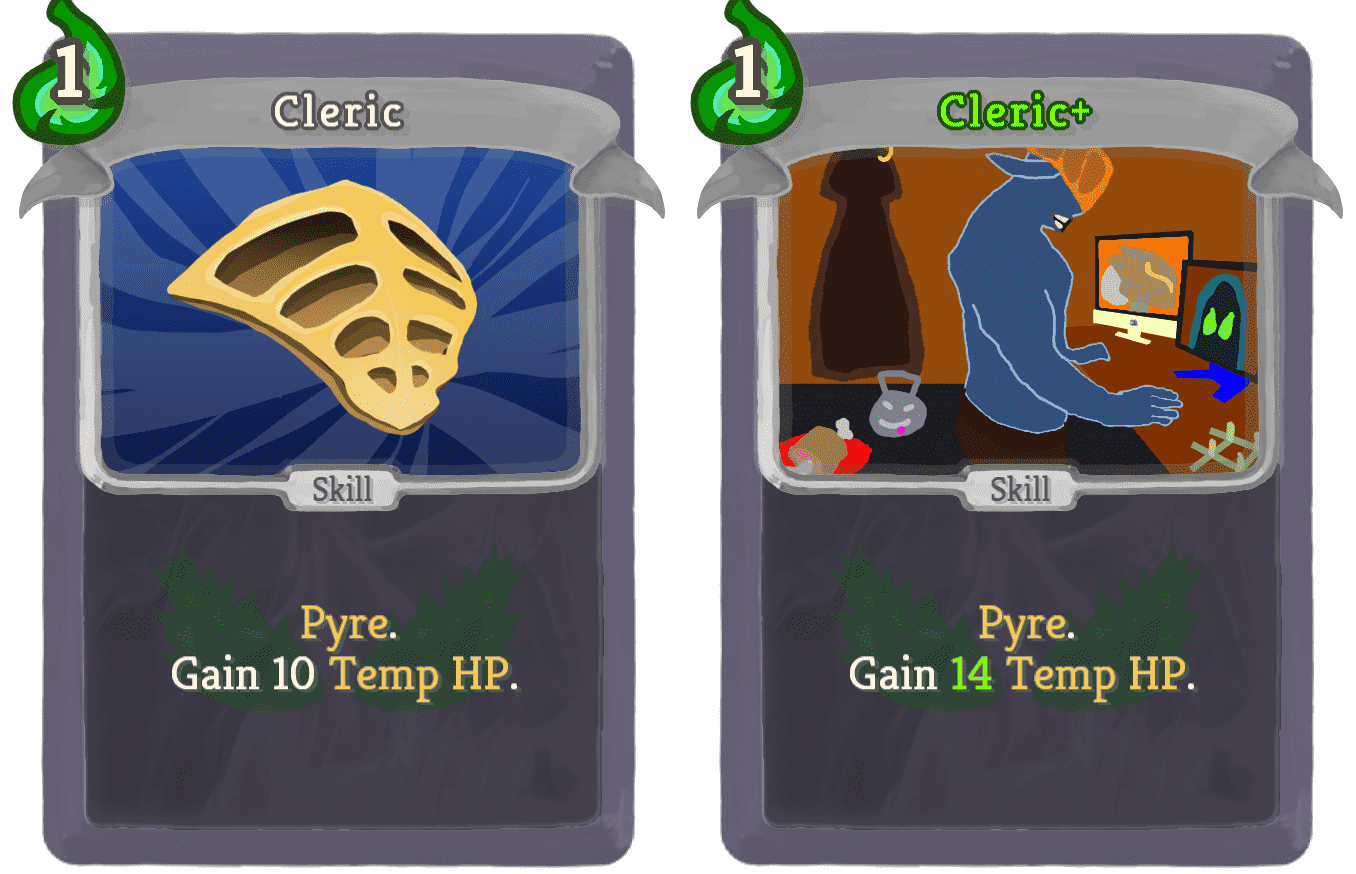 1
Cleric
Skill
Pyre.
Gain 10 Temp HP.
1
Cleric+
Skill
Pyre.
Gain 14 Temp HP.